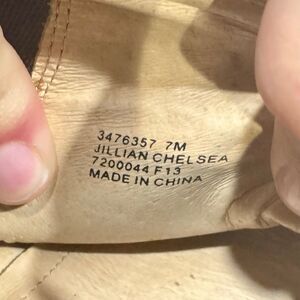 3476357 7M
JILLIAN CHELSEA
7200044 F13
MADE IN CHINA